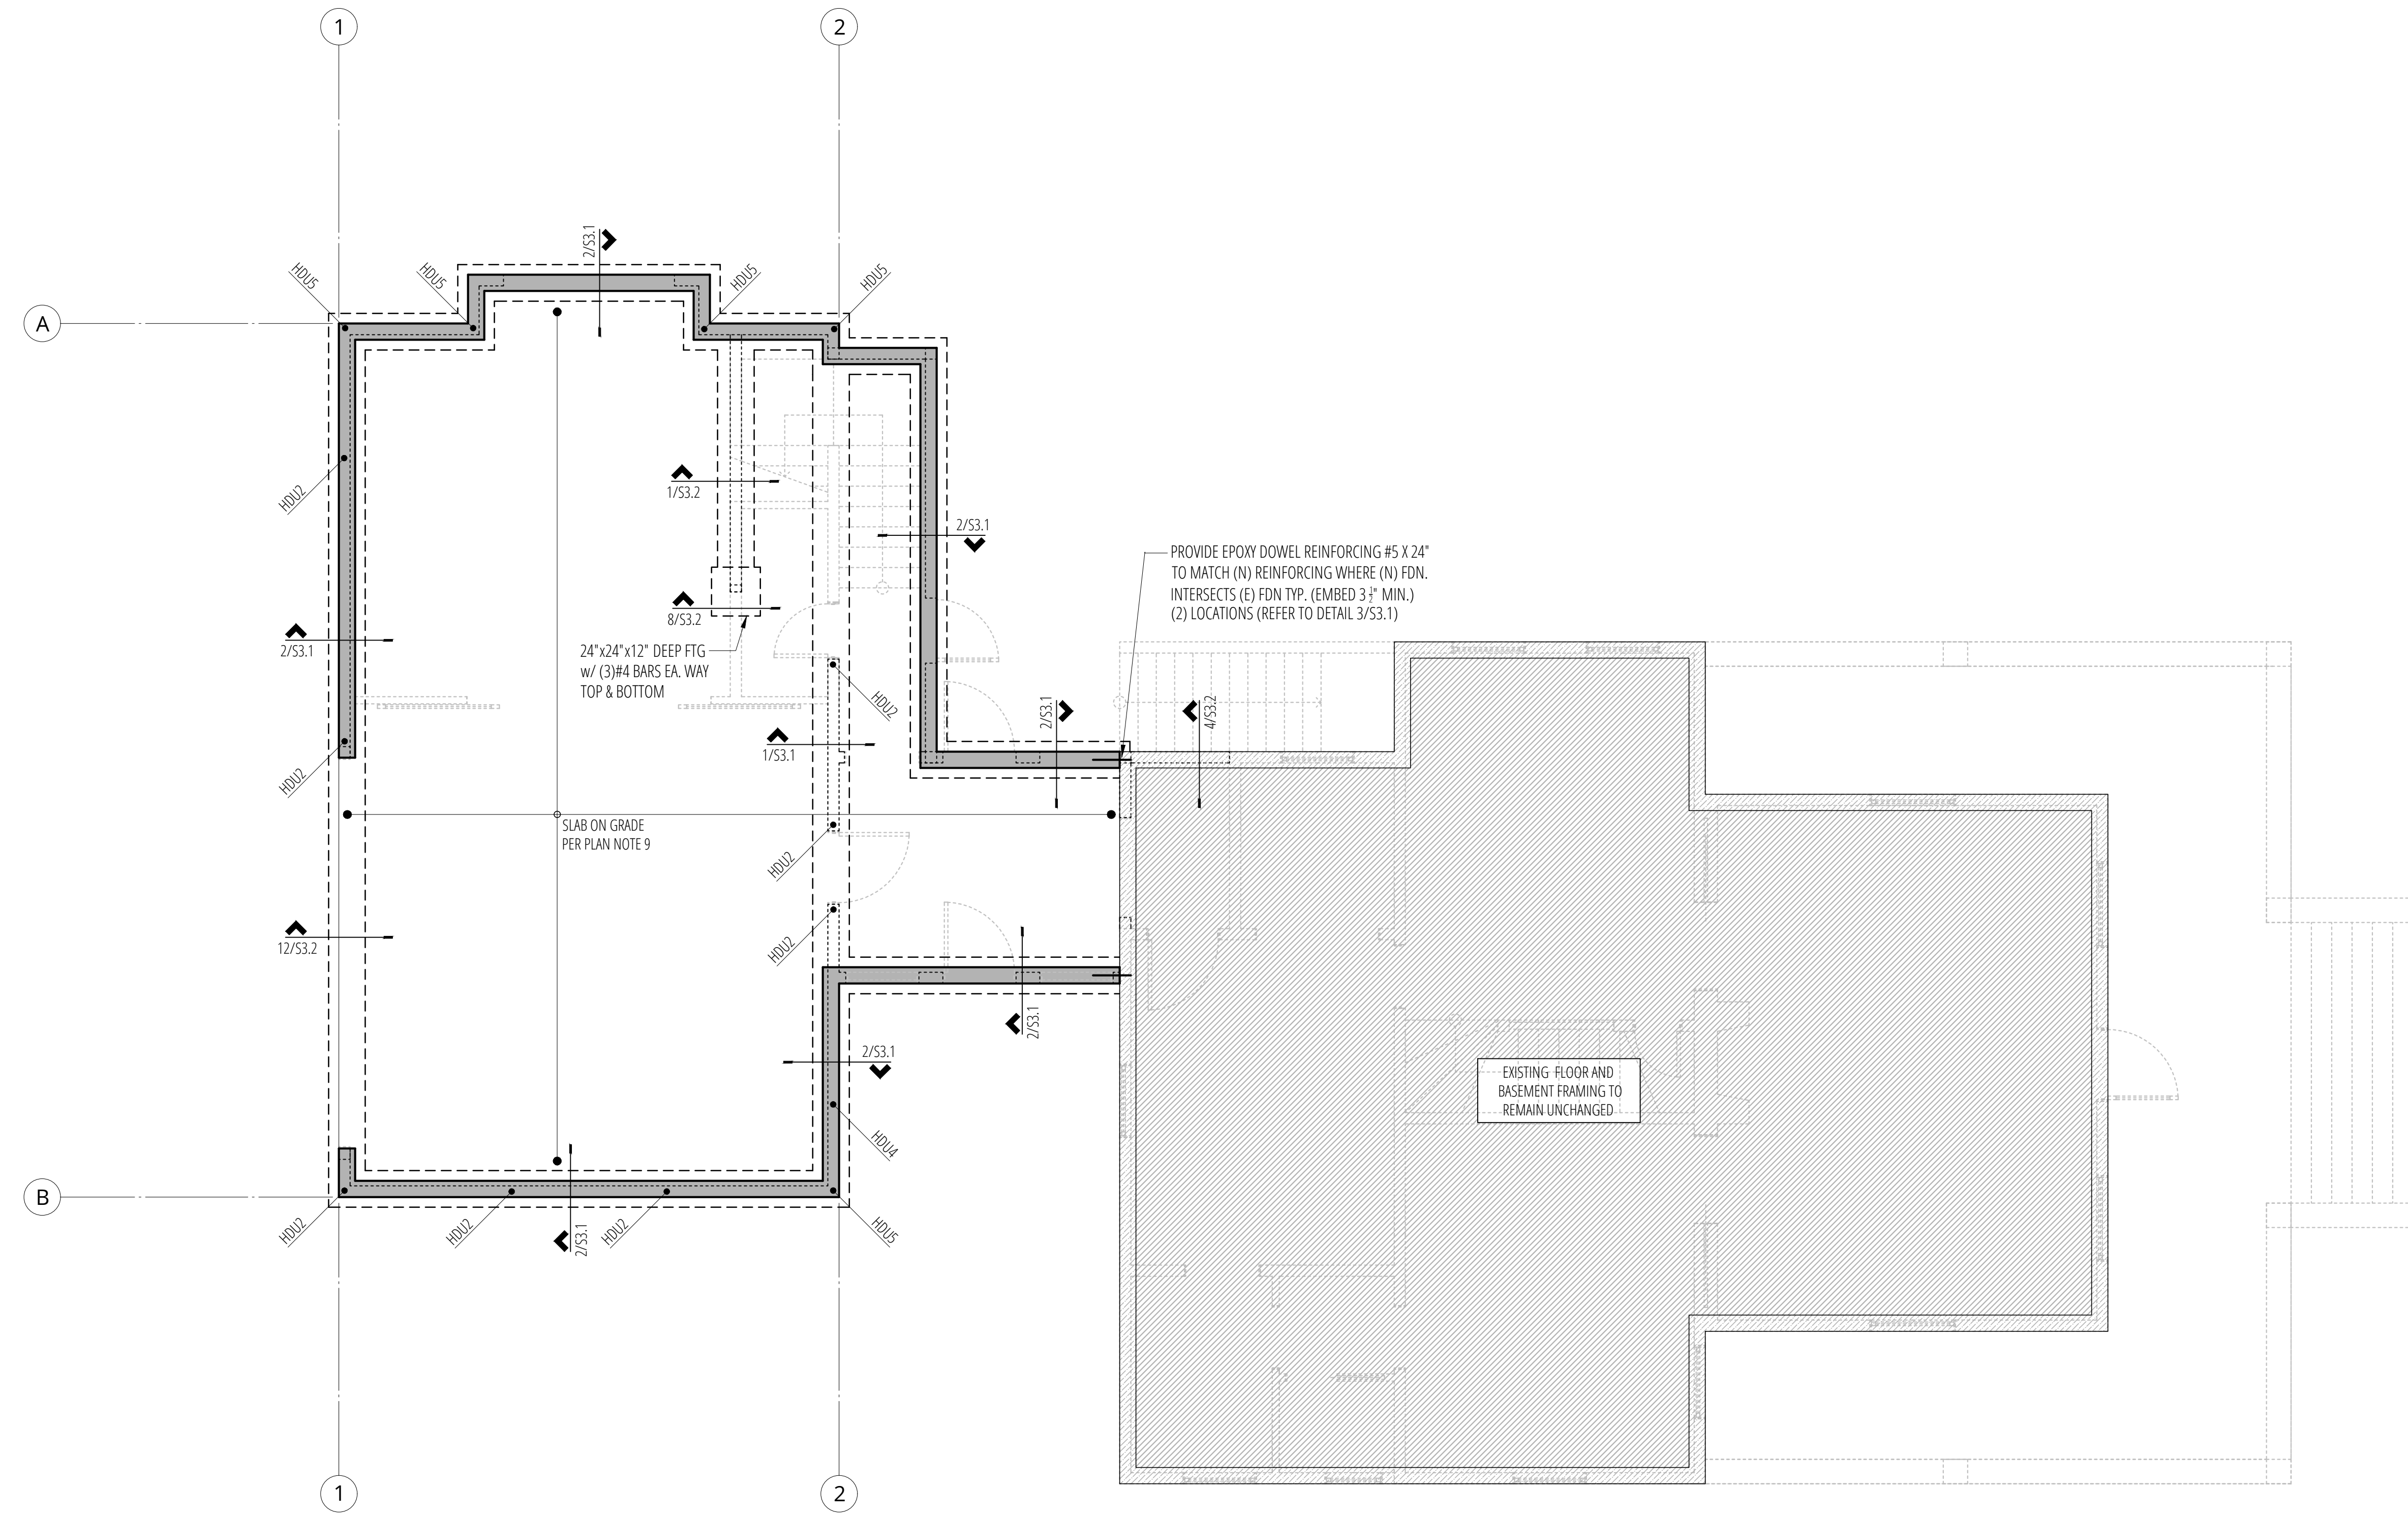 1
2
2/S3.1
HDU5
HDU5
HDU5
HDU5
A
HDU2
1/S3.2
2/S3.1
PROVIDE EPOXY DOWEL REINFORCING #5 X 24"
TO MATCH (N) REINFORCING WHERE (N) FDN.
INTERSECTS (E) FDN TYP. (EMBED 3 1/2" MIN.)
(2) LOCATIONS (REFER TO DETAIL 3/S3.1)
8/S3.2
2/S3.1
24"x24"x12" DEEP FTG
w/ (3)#4 BARS EA. WAY
TOP & BOTTOM
HDU2
2/S3.1
4/S3.2
1/S3.1
HDU2
SLAB ON GRADE
PER PLAN NOTE 9
HDU2
12/S3.2
HDU2
2/S3.1
2/S3.1
EXISTING FLOOR AND
BASEMENT FRAMING TO
REMAIN UNCHANGED
HDU4
B
HDU2
HDU2
HDU2
2/S3.1
HDU5
1
2